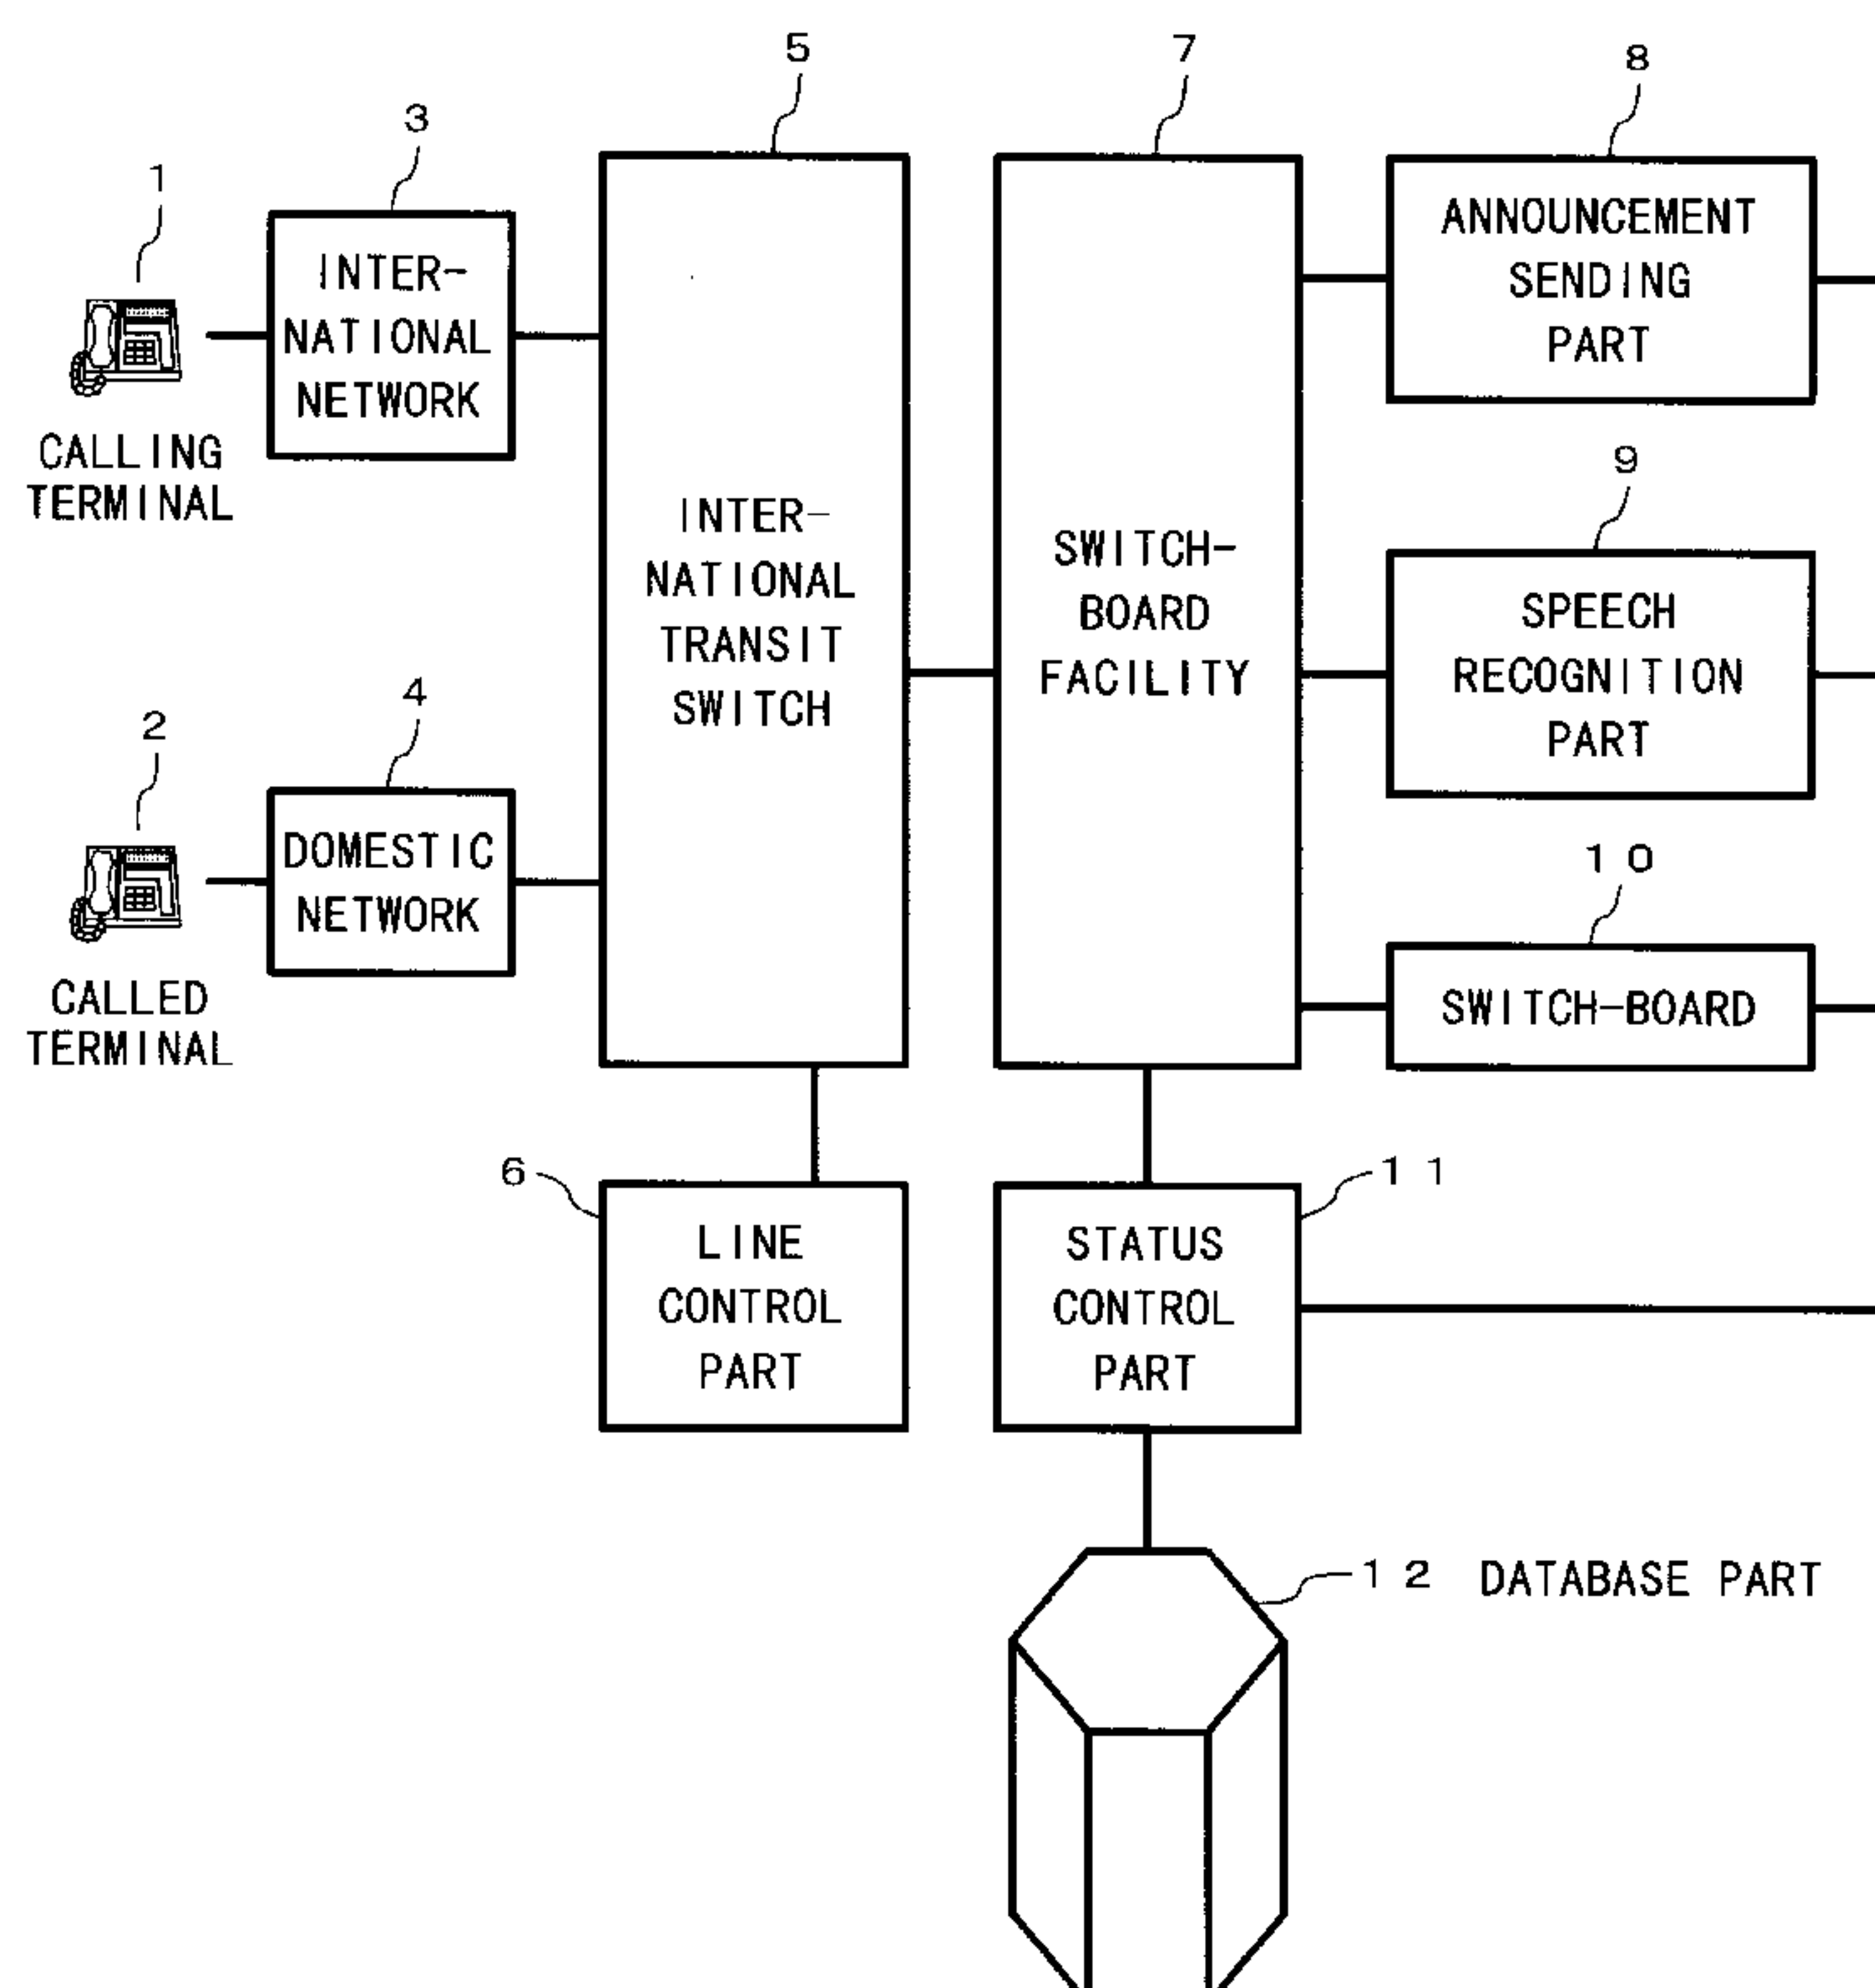 5
7
8
3
1
INTER-
NATIONAL
NETWORK
ANNOUNCEMENT
SENDING
PART
CALLING
TERMINAL
9
INTER-
NATIONAL
TRANSIT
SWITCH
SWITCH-
BOARD
FACILITY
SPEECH
RECOGNITION
PART
4
2
DOMESTIC
NETWORK
10
CALLED
TERMINAL
SWITCH-BOARD
6
11
LINE
CONTROL
PART
STATUS
CONTROL
PART
12 DATABASE PART